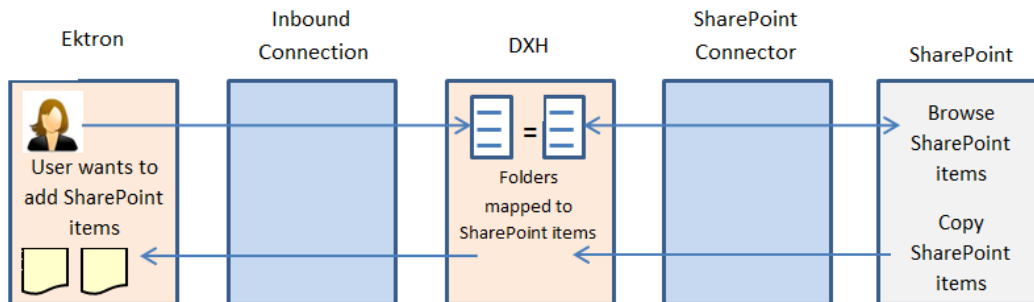 Ektron
Inbound
Connection
DXH
SharePoint
Connector
SharePoint
User wants to
add SharePoint
items
=
Folders
mapped to
SharePoint items
Browse
SharePoint
items
Copy
SharePoint
items